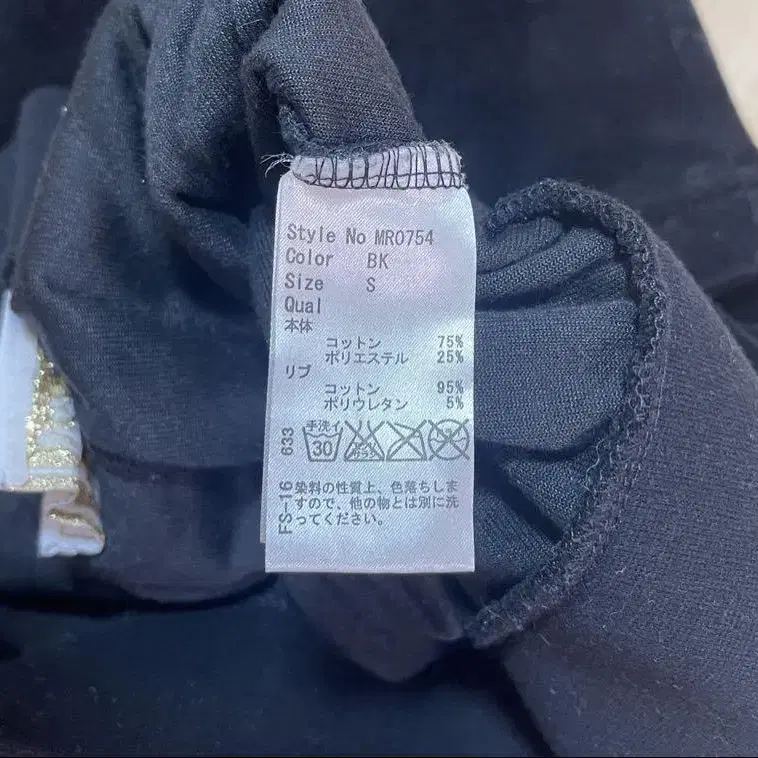 Style No MR0754
Color BK
Size S
Qual
本体
コットン 75%
ポリエステル 25%
リブ
コットン 95%
ポリウレタン 5%
手洗イ
30
染料の性質上、色落ちしま
すので、他の物とは別に洗
ってください。
FS-16 633